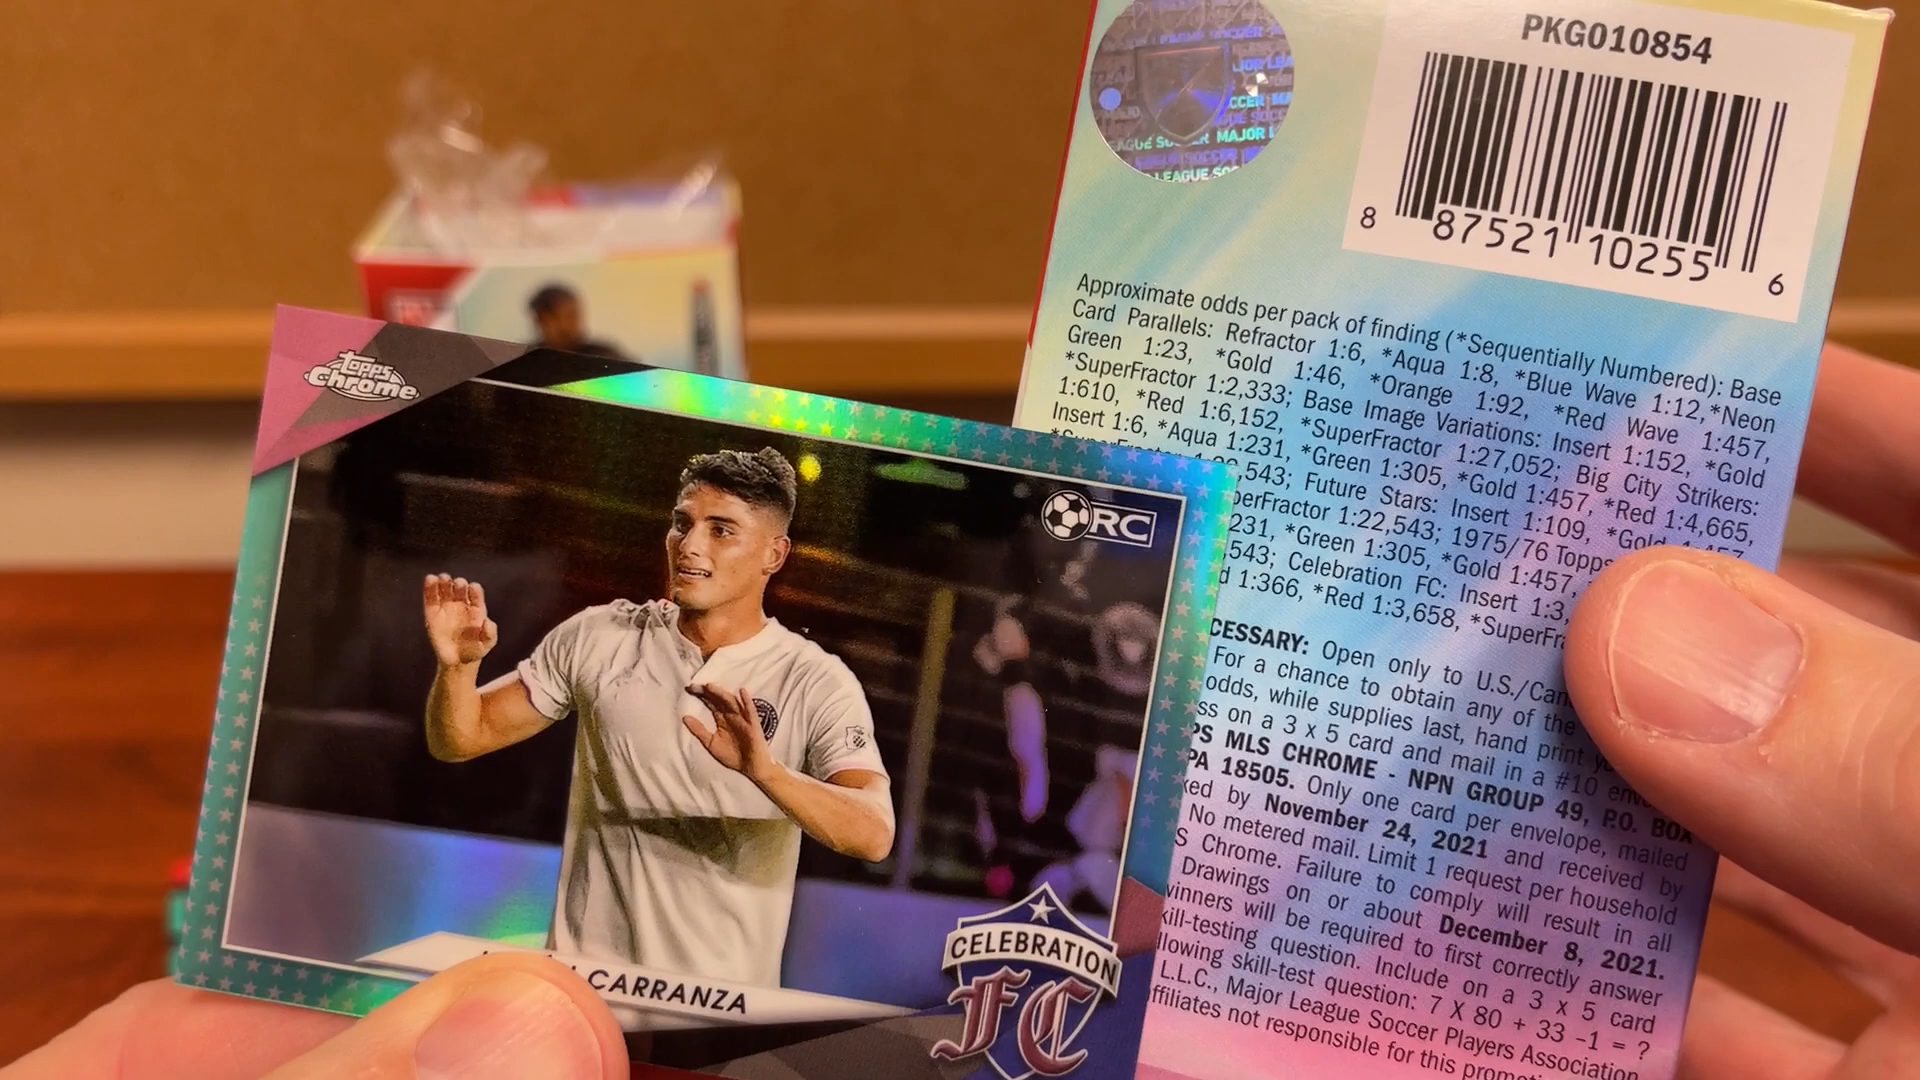 PKG010854
8 87521 10255 6
MAJOR LEAGUE SOCCER
Approximate odds per pack of finding (*Sequentially Numbered): Base
Card Parallels: Refractor 1:6, *Aqua 1:8, *Blue Wave 1:12, *Neon
Green 1:23, *Gold 1:46, *Orange 1:92, *Red Wave 1:457,
*SuperFractor 1:2,333; Base Image Variations: Insert 1:152, *Gold
1:610, *Red 1:6,152, *SuperFractor 1:27,052; Big City Strikers:
Insert 1:6, *Aqua 1:231, *Green 1:305, *Gold 1:457, *Red 1:4,665,
,543; Future Stars: Insert 1:109, *Gold 1:457
1:22,543; 1975/76 Topps
231, *Green 1:305, *Gold 1:457,
543; Celebration FC: Insert 1:3,
1:366, *Red 1:3,658,
CESSARY: Open only to U.S./Can
For a chance to obtain any of the
odds, while supplies last, hand print
on a 3 x 5 card and mail in a #10
MLS CHROME - NPN GROUP 49, P.O. BOX
PA 18505. Only one card per envelope, mailed
by November 24, 2021 and received by
No metered mail. Limit 1 request per household
Chrome. Failure to comply will result in all
Drawings on or about December 8, 2021.
winners will be required to first correctly answer
kill-testing question. Include on a 3 x 5 card
llowing skill-test question: 7 X 80 + 33 -1 = ?
L.L.C., Major League Soccer Players Association
ffiliates not responsible for this
topps
Chrome
RC
CARRANZA
CELEBRATION
FC